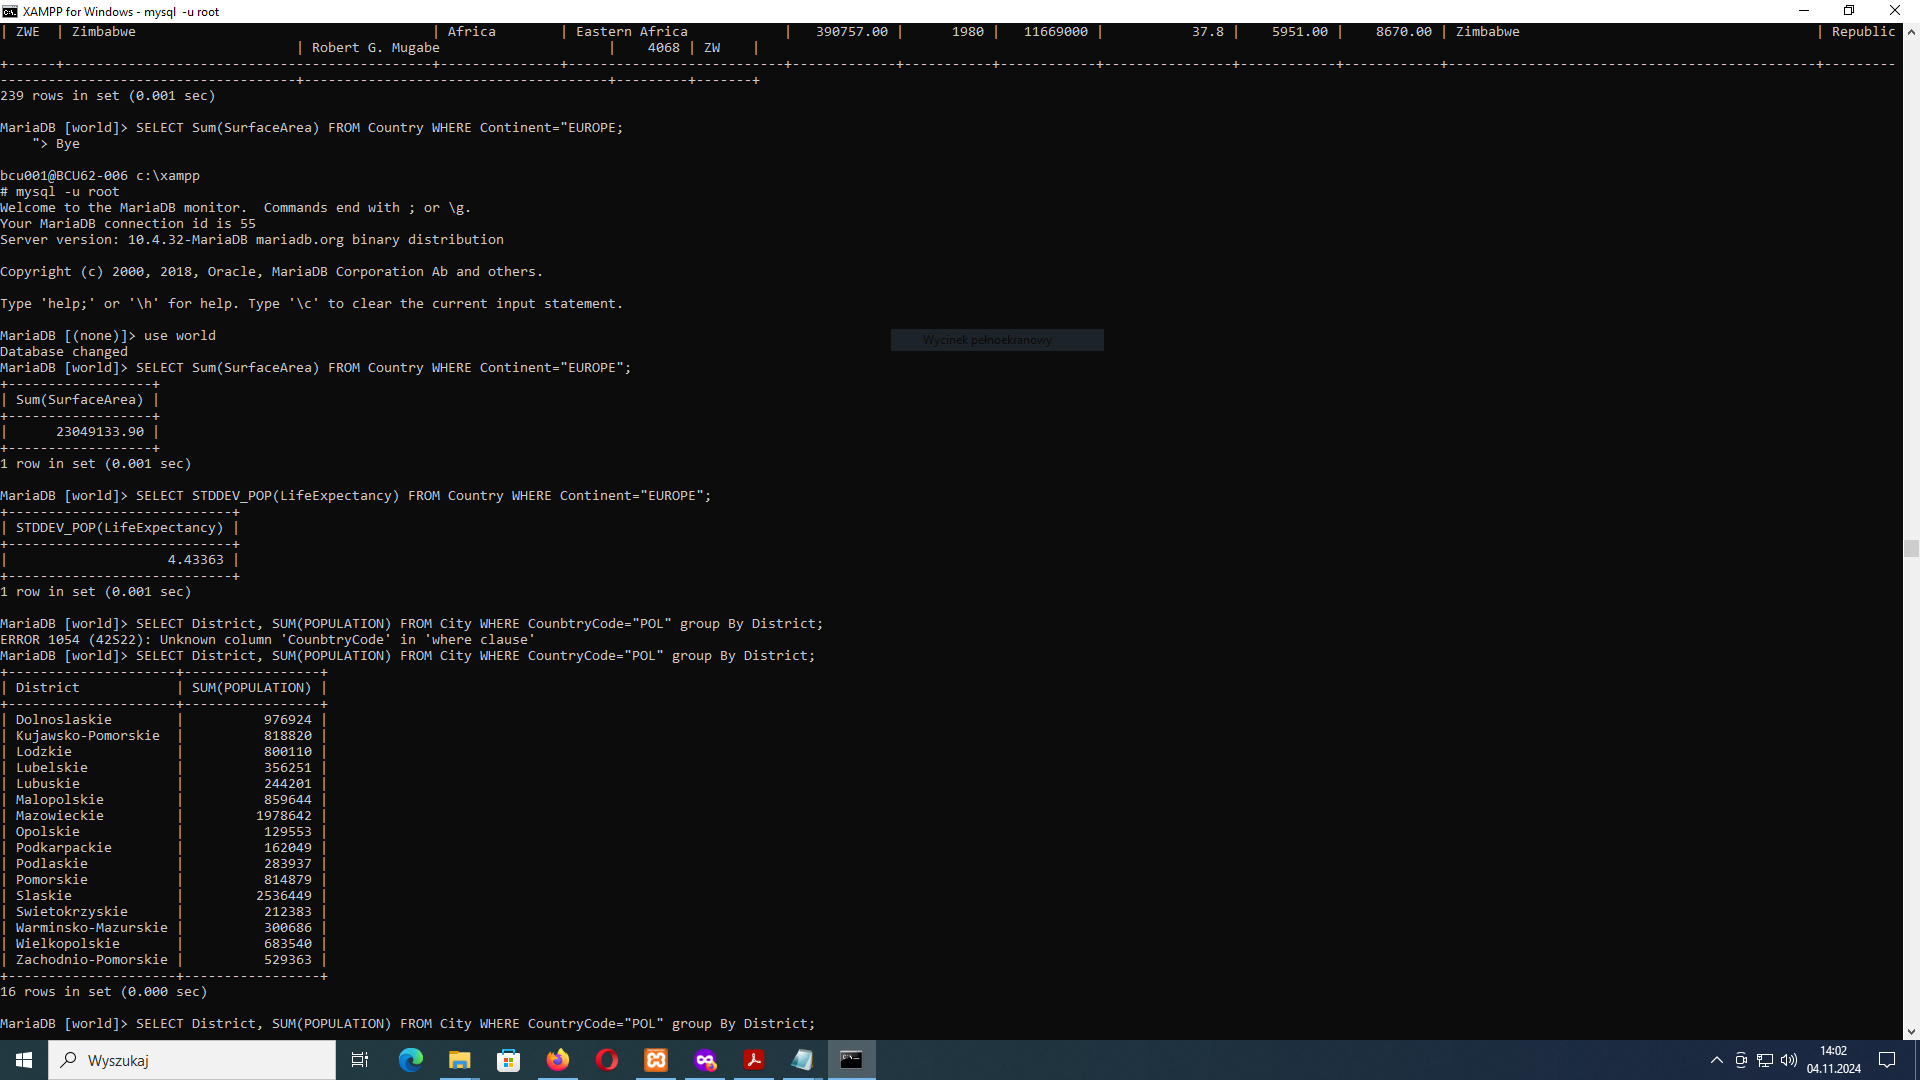 XAMPP for Windows - mysql  -u root
| ZWE  | Zimbabwe                                     | Africa        | Eastern Africa            |   390757.00 |      1980 |   11669000 |           37.8 |    5951.00 |    8670.00 | Zimbabwe                                     | Republic
                                     | Robert G. Mugabe                     |    4068 | ZW    |
+------+----------------------------------------------+---------------+---------------------------+-------------+-----------+------------+----------------+------------+------------+----------------------------------------------+---------
-------------------------------------+--------------------------------------+---------+-------+
239 rows in set (0.001 sec)
MariaDB [world]> SELECT Sum(SurfaceArea) FROM Country WHERE Continent="EUROPE;
    "> Bye
bcu001@BCU62-006 c:\xampp
# mysql -u root
Welcome to the MariaDB monitor.  Commands end with ; or \g.
Your MariaDB connection id is 55
Server version: 10.4.32-MariaDB mariadb.org binary distribution
Copyright (c) 2000, 2018, Oracle, MariaDB Corporation Ab and others.
Type 'help;' or '\h' for help. Type '\c' to clear the current input statement.
MariaDB [(none)]> use world
Wycinek pełnoekranowy
Database changed
MariaDB [world]> SELECT Sum(SurfaceArea) FROM Country WHERE Continent="EUROPE";
+------------------+
| Sum(SurfaceArea) |
+------------------+
|      23049133.90 |
+------------------+
1 row in set (0.001 sec)
MariaDB [world]> SELECT STDDEV_POP(LifeExpectancy) FROM Country WHERE Continent="EUROPE";
+----------------------------+
| STDDEV_POP(LifeExpectancy) |
+----------------------------+
|                    4.43363 |
+----------------------------+
1 row in set (0.001 sec)
MariaDB [world]> SELECT District, SUM(POPULATION) FROM City WHERE CounbtryCode="POL" group By District;
ERROR 1054 (42S22): Unknown column 'CounbtryCode' in 'where clause'
MariaDB [world]> SELECT District, SUM(POPULATION) FROM City WHERE CountryCode="POL" group By District;
+---------------------+-----------------+
| District            | SUM(POPULATION) |
+---------------------+-----------------+
| Dolnoslaskie        |          976924 |
| Kujawsko-Pomorskie  |          818820 |
| Lodzkie             |          800110 |
| Lubelskie           |          356251 |
| Lubuskie            |          244201 |
| Malopolskie         |          859644 |
| Mazowieckie         |         1978642 |
| Opolskie            |          129553 |
| Podkarpackie        |          162049 |
| Podlaskie           |          283937 |
| Pomorskie           |          814879 |
| Slaskie             |         2536449 |
| Swietokrzyskie      |          212383 |
| Warminsko-Mazurskie |          300686 |
| Wielkopolskie       |          683540 |
| Zachodnio-Pomorskie |          529363 |
+---------------------+-----------------+
16 rows in set (0.000 sec)
MariaDB [world]> SELECT District, SUM(POPULATION) FROM City WHERE CountryCode="POL" group By District;
Wyszukaj
14:02
04.11.2024